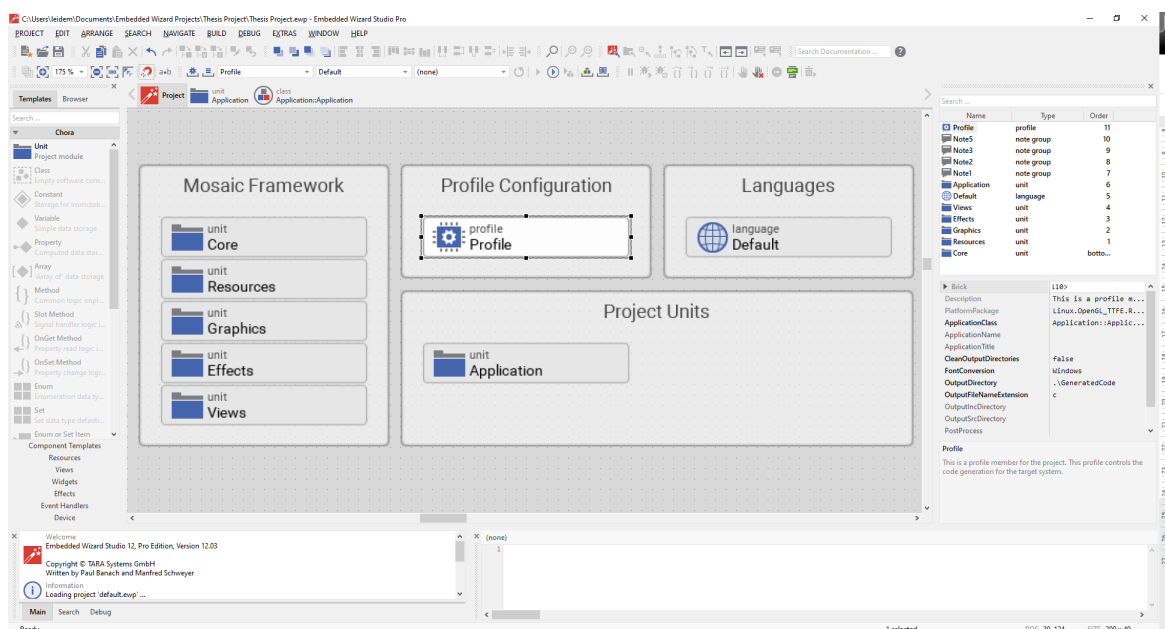 C:\Users\leidem\Documents\Embedded Wizard Projects\Thesis Project\Thesis Project.ewp - Embedded Wizard Studio Pro
PROJECT EDIT ARRANGE SEARCH NAVIGATE BUILD DEBUG EXTRAS WINDOW HELP
Search Documentation ...
175 %
a↔b
Profile
Default
(none)
Templates Browser
Search ...
Chora
Unit
Project module
Class
Empty software com...
Constant
Storage for immutab...
Variable
Simple data storage
Property
Computed data stor...
Array
Array of data storage
Method
Common logic impl...
Slot Method
Signal handler logic i...
OnGet Method
Property read logic i...
OnSet Method
Property change logi...
Enum
Enumeration data ty...
Set
Set data type definiti...
Enum or Set Item
Component Templates
Resources
Views
Widgets
Effects
Event Handlers
Device
Project
unit
Application
class
Application::Application
Mosaic Framework
unit
Core
unit
Resources
unit
Graphics
unit
Effects
unit
Views
Profile Configuration
profile
Profile
Languages
language
Default
Project Units
unit
Application
Search ...
Name Type Order
Profile profile 11
Note5 note group 10
Note3 note group 9
Note2 note group 8
Note1 note group 7
Application unit 6
Default language 5
Views unit 4
Effects unit 3
Graphics unit 2
Resources unit 1
Core unit botto...
Brick (10>
Description This is a profile m...
PlatformPackage Linux.OpenGL_TTFE.R...
ApplicationClass Application::Applic...
ApplicationName
ApplicationTitle
CleanOutputDirectories false
FontConversion Windows
OutputDirectory .\GeneratedCode
OutputFileNameExtension c
OutputIncDirectory
OutputSrcDirectory
PostProcess
Profile
This is a profile member for the project. This profile controls the
code generation for the target system.
Welcome
Embedded Wizard Studio 12, Pro Edition, Version 12.03
Copyright © TARA Systems GmbH
Written by Paul Banach and Manfred Schweyer
Information
Loading project 'default.ewp' ...
Main Search Debug
(none)
1
Ready
1 selected